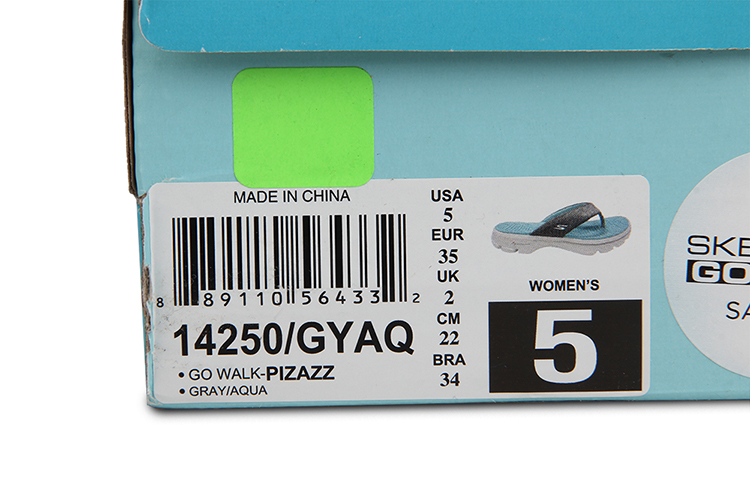 MADE IN CHINA
8 89110 56433 2
14250/GYAQ
• GO WALK-PIZAZZ
• GRAY/AQUA
USA
5
EUR
35
UK
2
CM
22
BRA
34
WOMEN'S
5
SKE
GO
SA